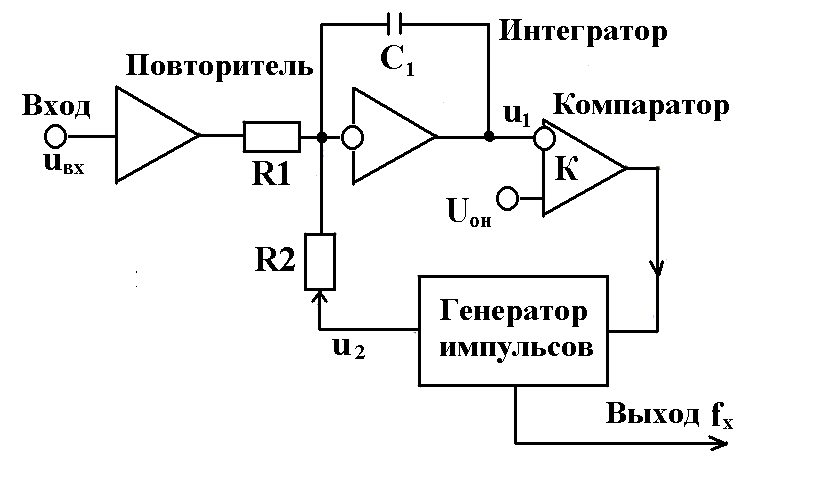 Интегратор
C1
Повторитель
Вход
u1
Компаратор
uвх
R1
К
Uон
R2
Генератор
импульсов
u2
Выход fx